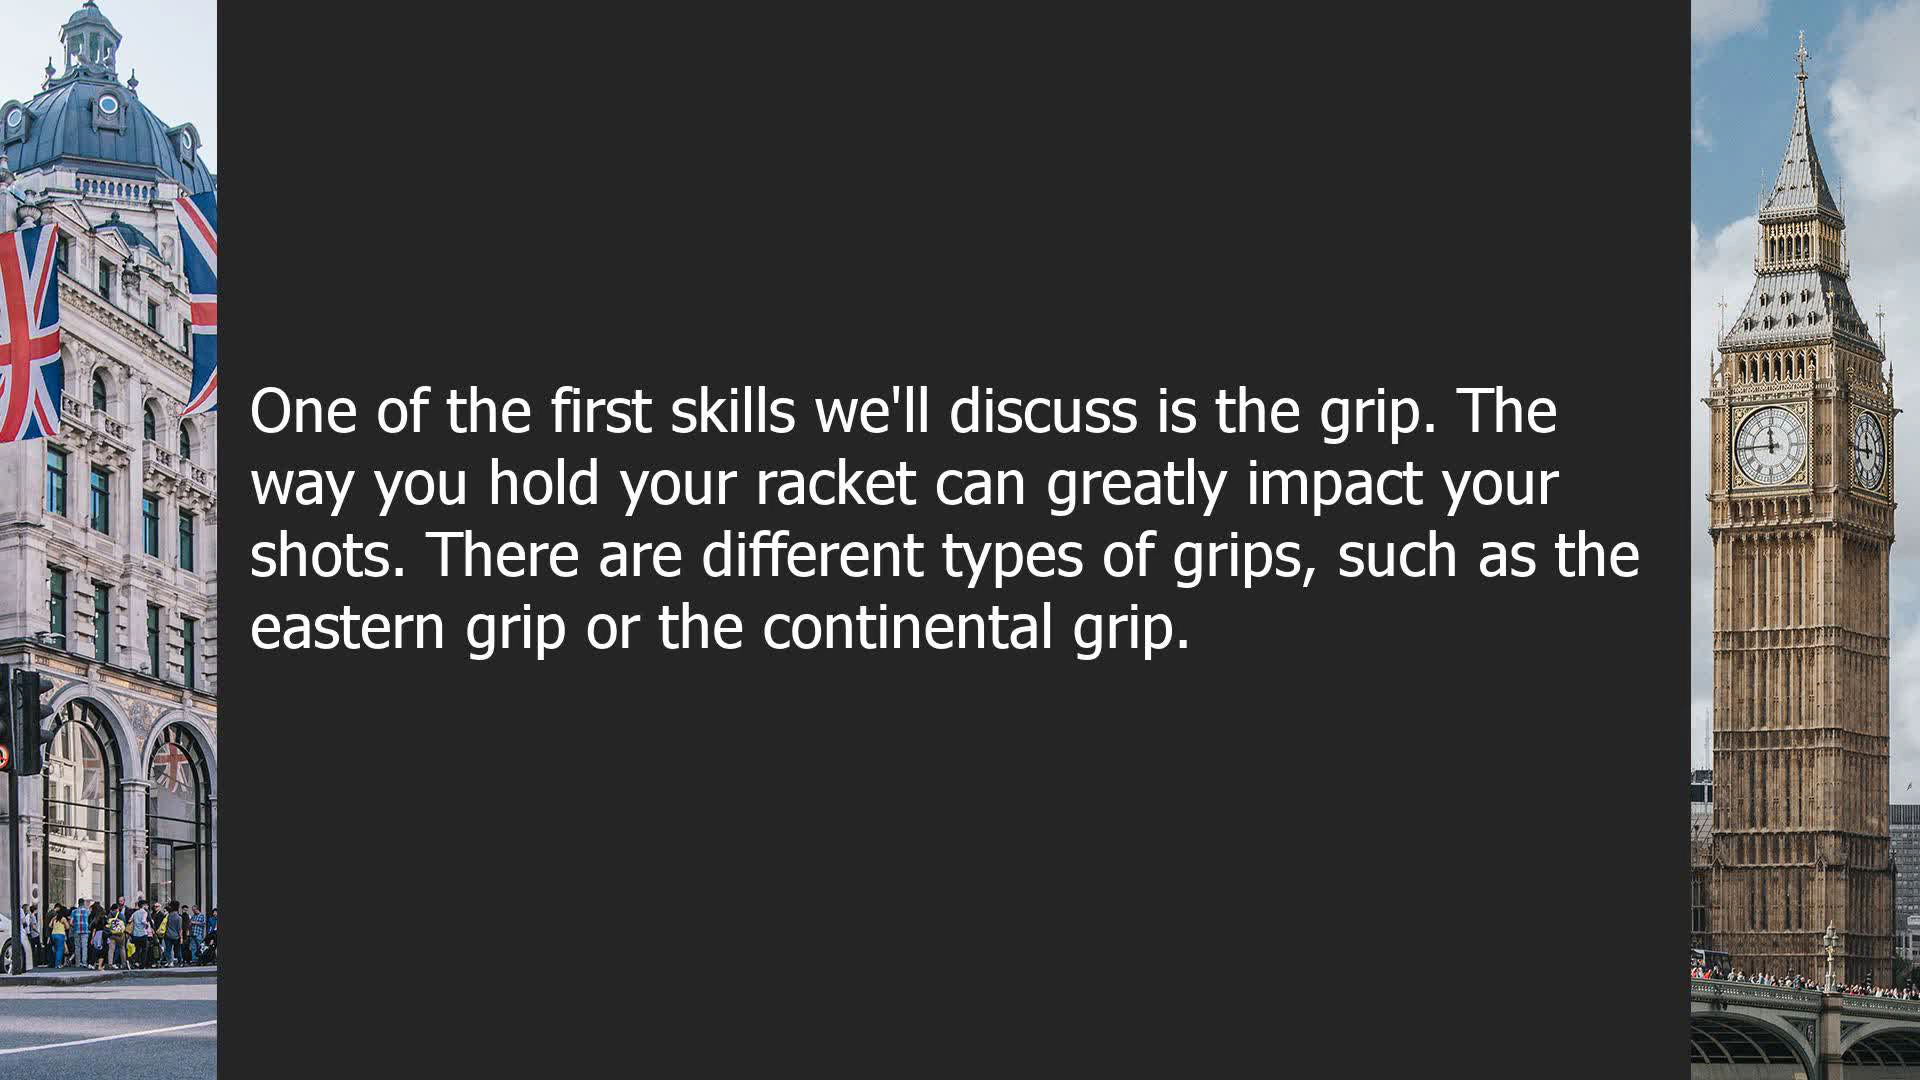 One of the first skills we'll discuss is the grip. The
way you hold your racket can greatly impact your
shots. There are different types of grips, such as the
eastern grip or the continental grip.